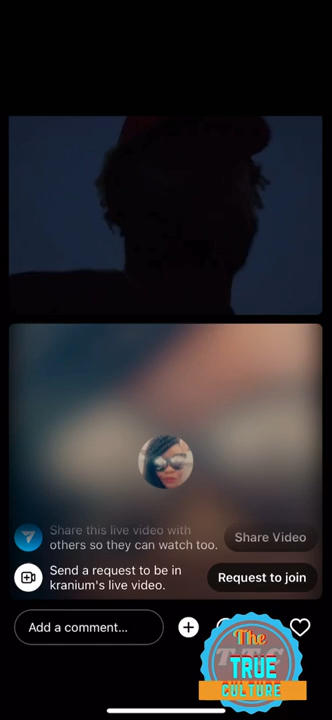 Share this live video with
others so they can watch too.
Share Video
Send a request to be in
kranium's live video.
Request to join
Add a comment...
The
TRUE
CULTURE